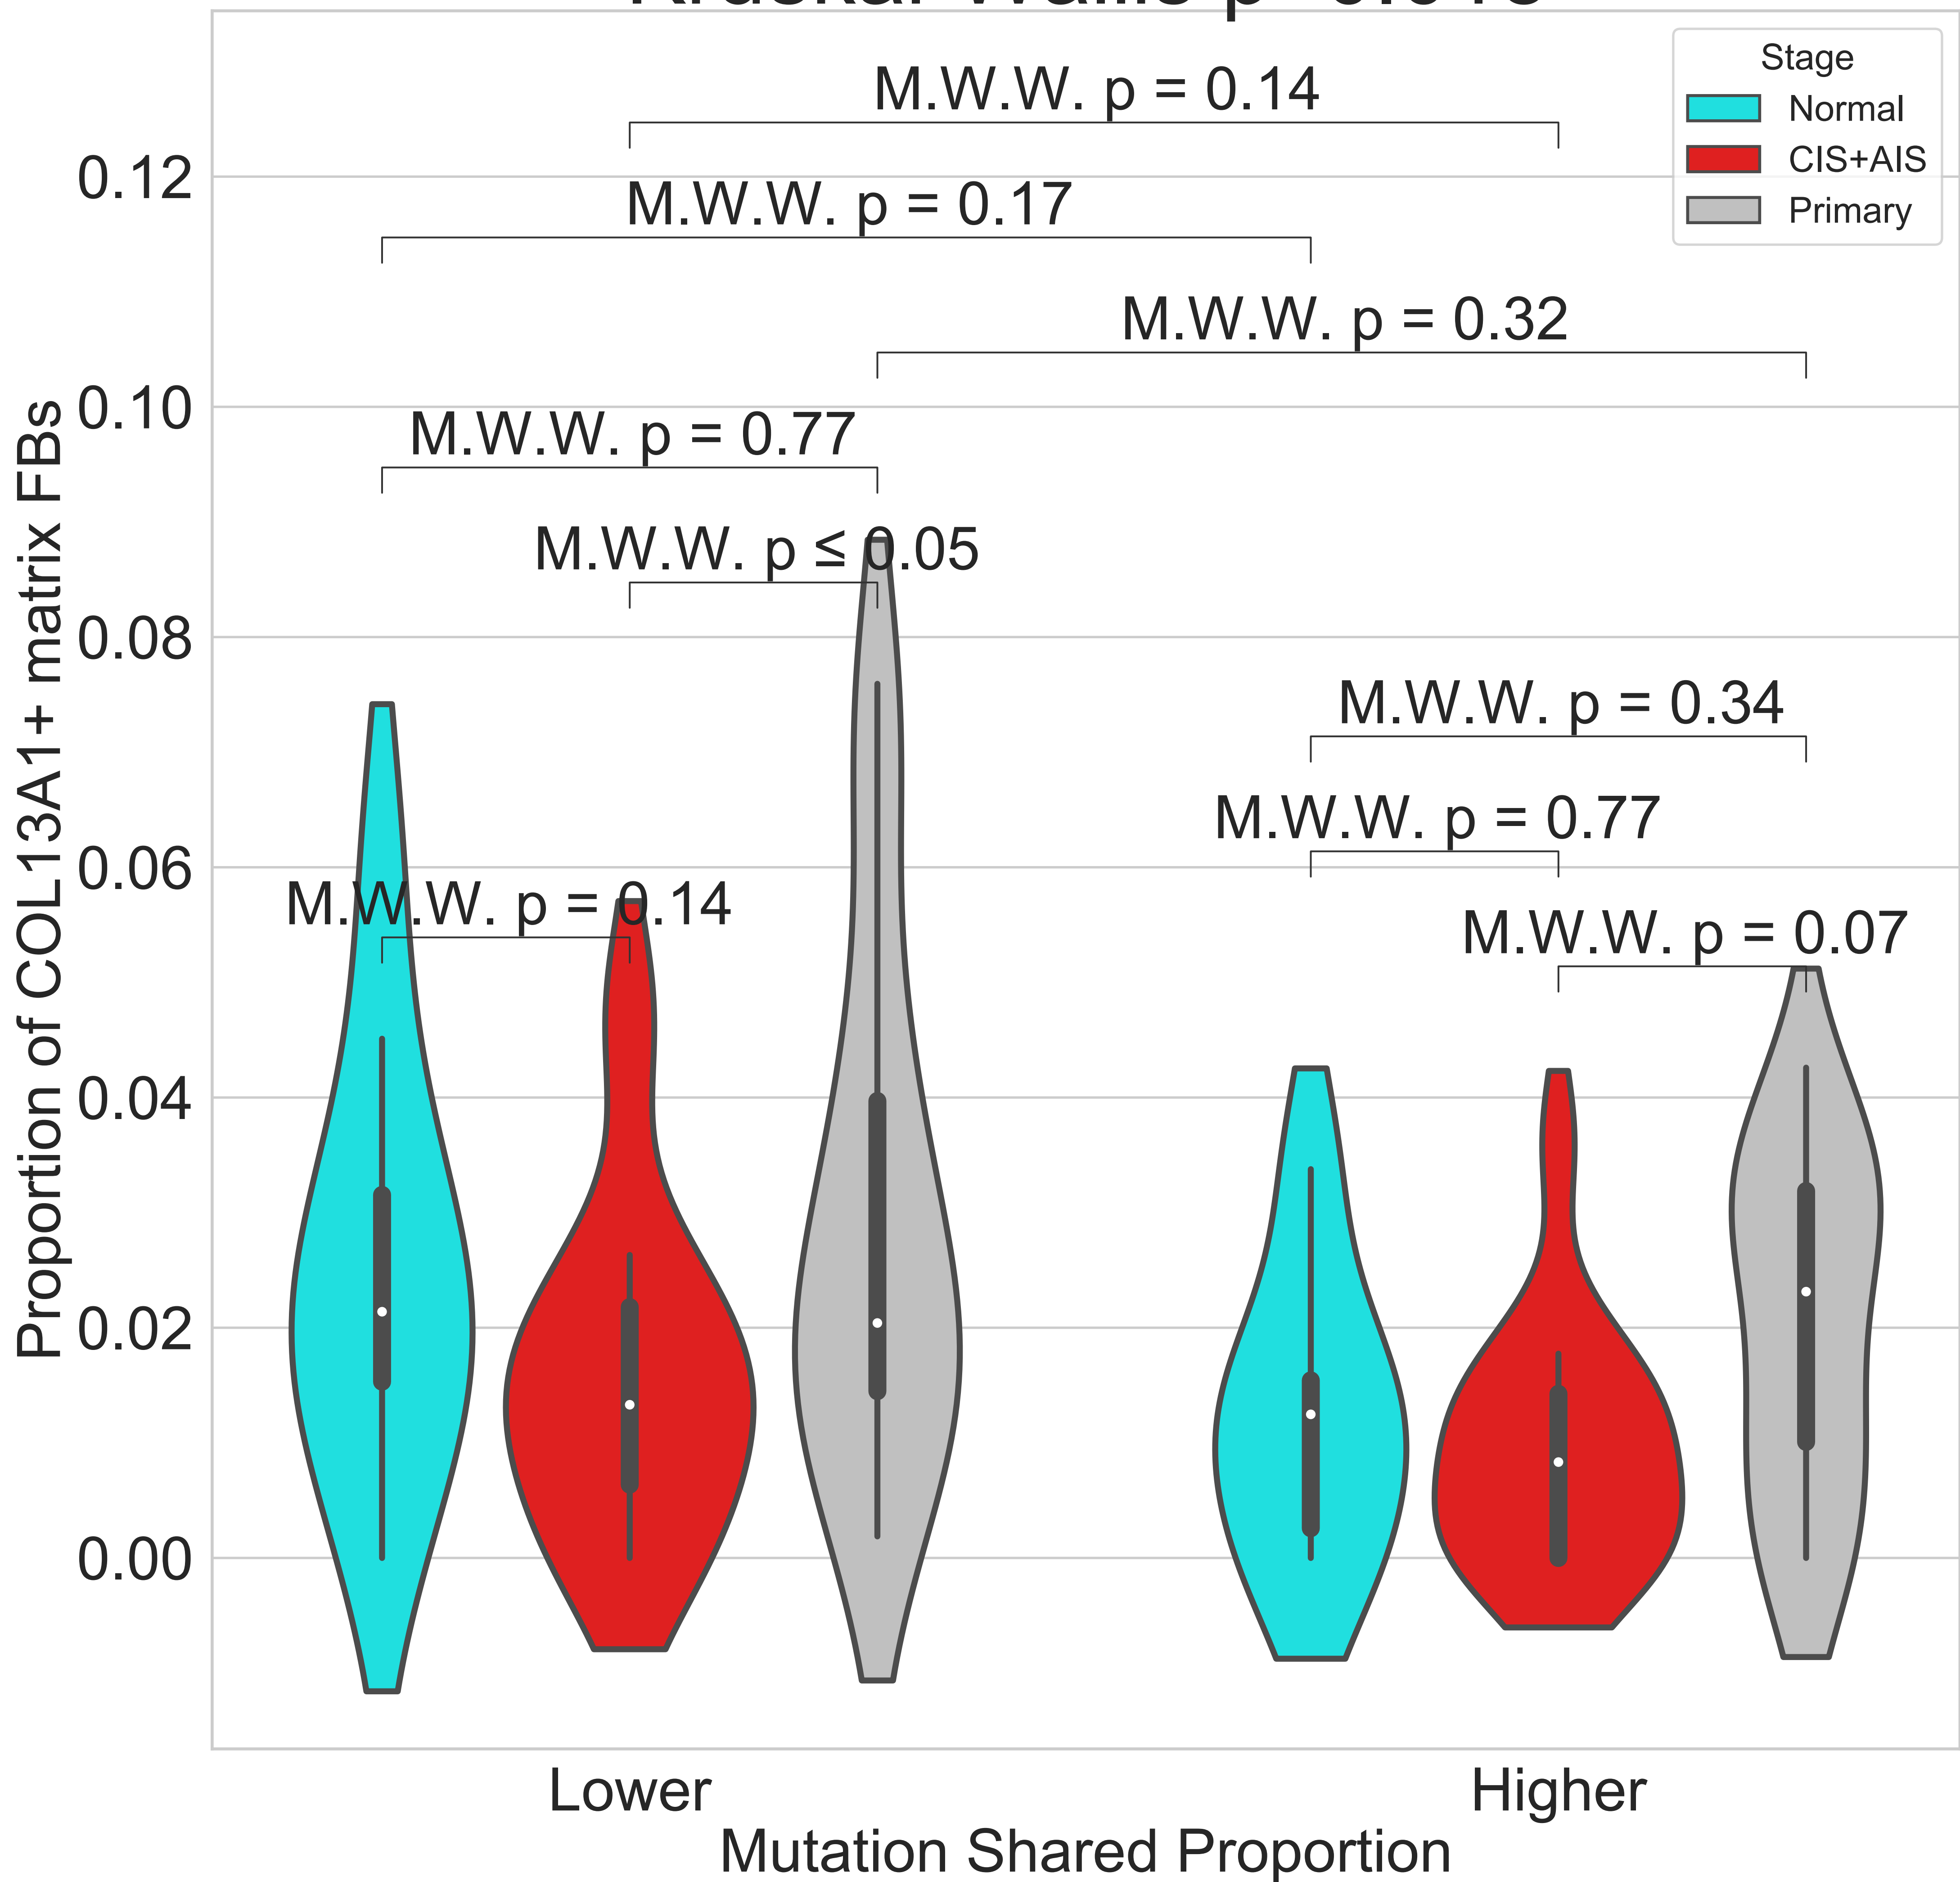 M.W.W. p = 0.14
Stage
Normal
CIS+AIS
Primary
M.W.W. p = 0.17
M.W.W. p = 0.32
M.W.W. p = 0.77
M.W.W. p ≤ 0.05
M.W.W. p = 0.34
M.W.W. p = 0.77
M.W.W. p = 0.14
M.W.W. p = 0.07
Proportion of COL13A1+ matrix FBs
0.12
0.10
0.08
0.06
0.04
0.02
0.00
Lower
Higher
Mutation Shared Proportion